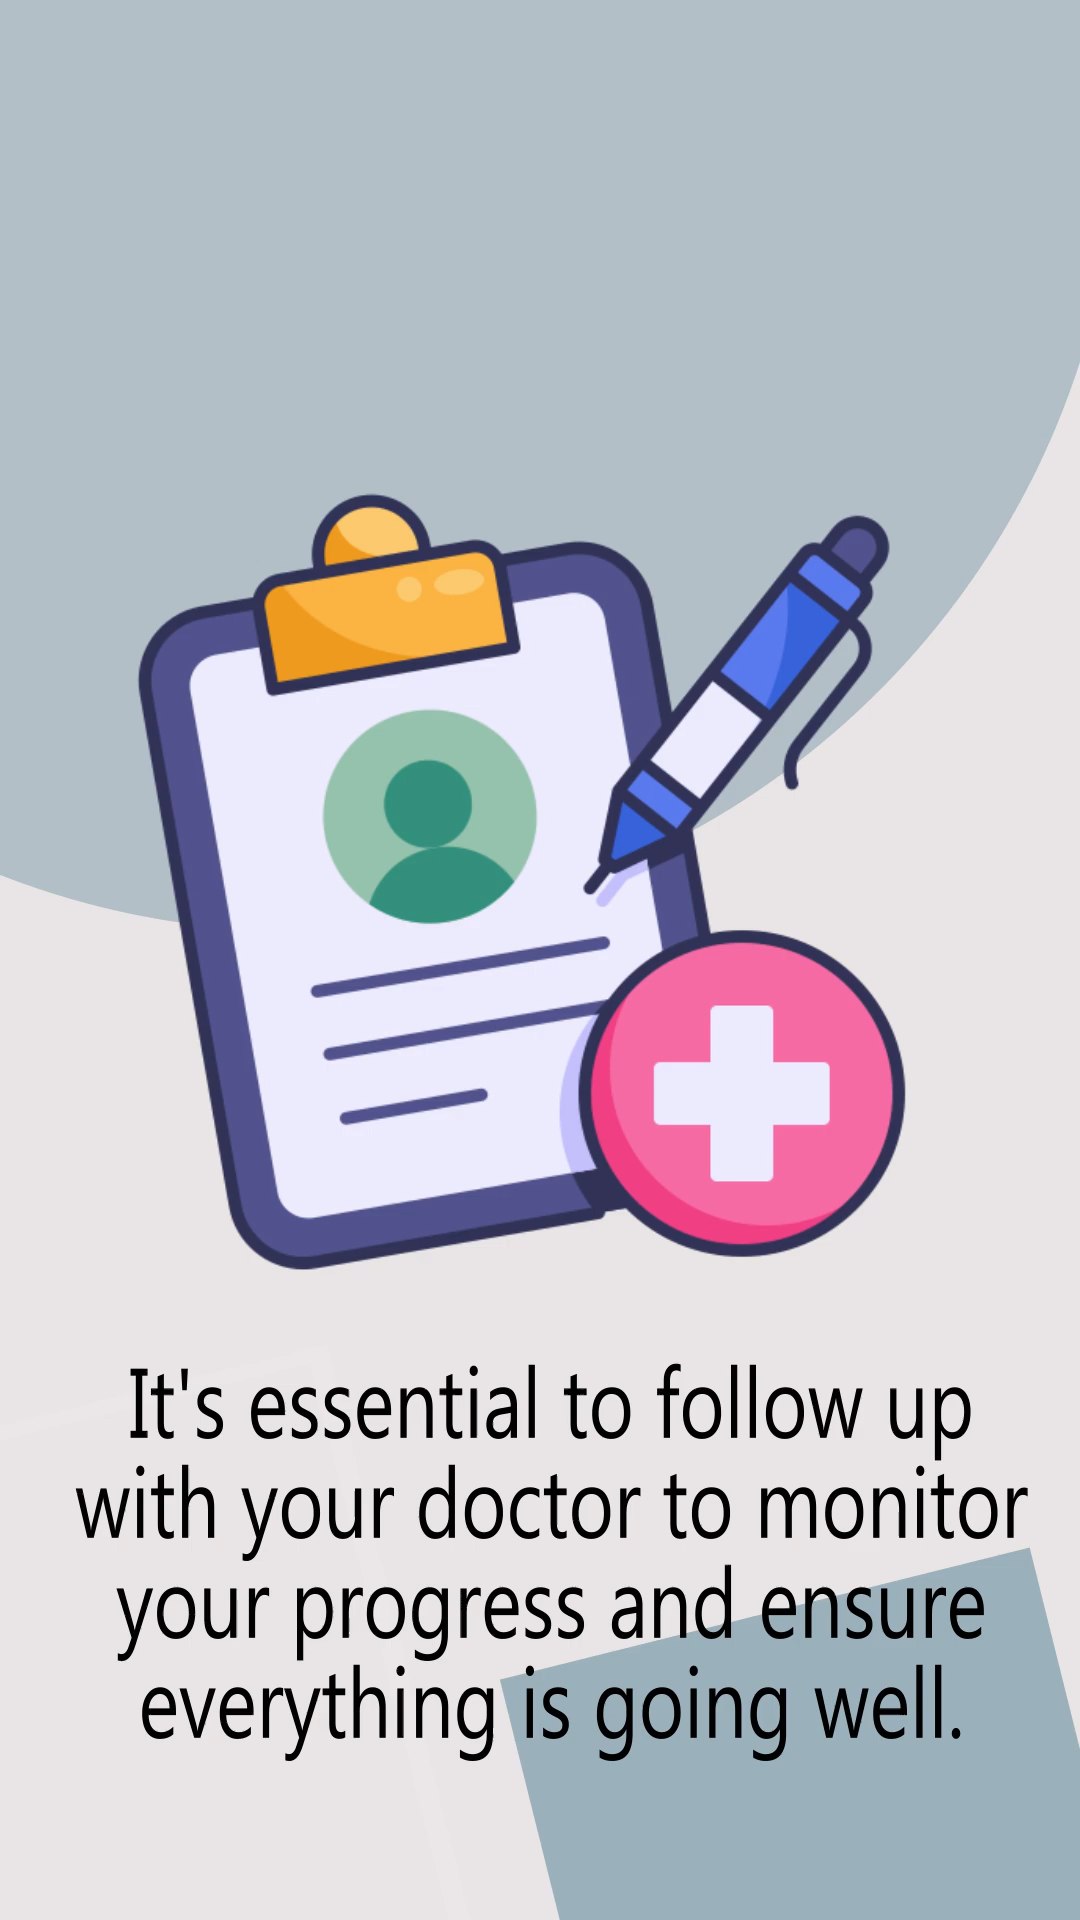 It's essential to follow up
with your doctor to monitor
your progress and ensure
everything is going well.